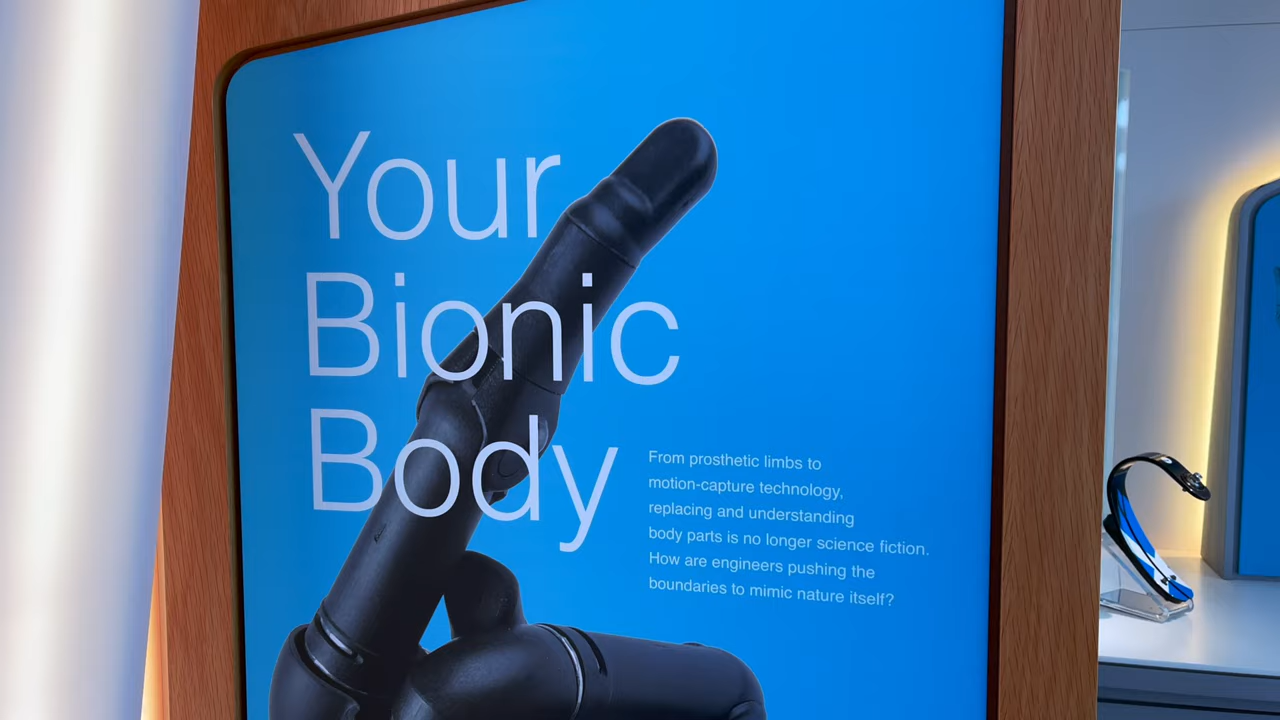 Your
Bionic
Body
From prosthetic limbs to
motion-capture technology,
replacing and understanding
body parts is no longer science fiction.
How are engineers pushing the
boundaries to mimic nature itself?